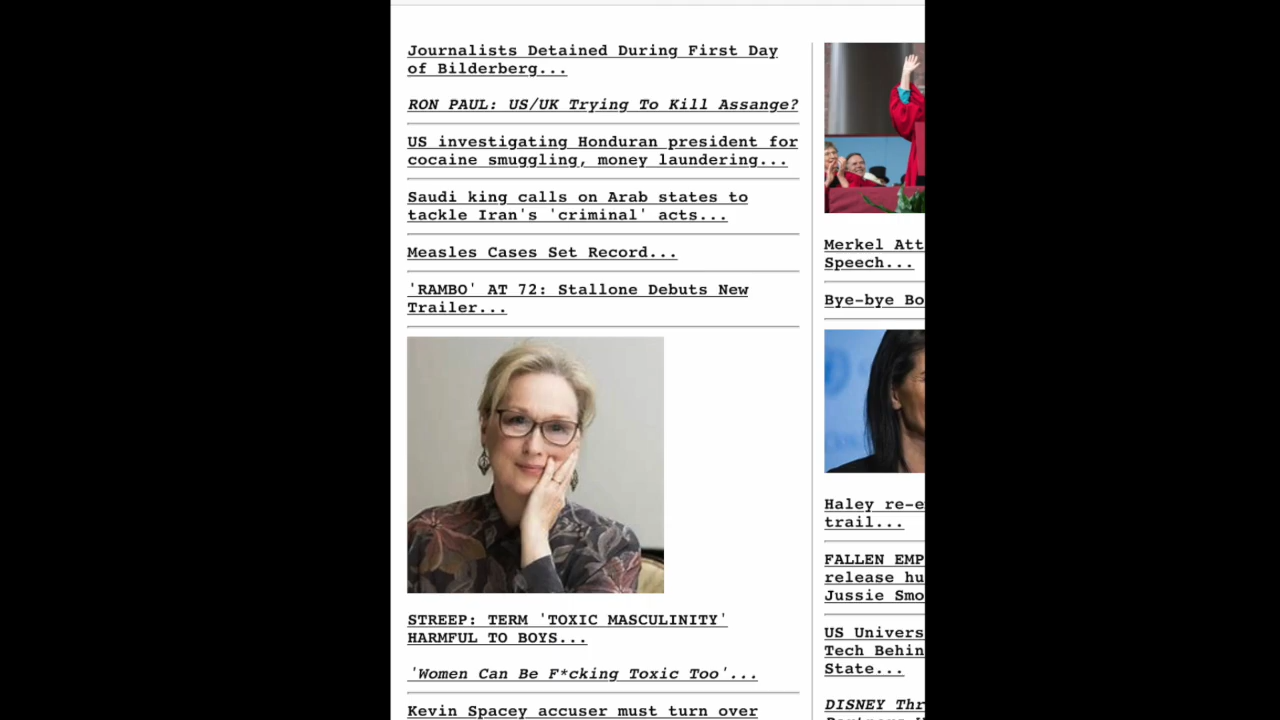 Journalists Detained During First Day
of Bilderberg...
RON PAUL: US/UK Trying To Kill Assange?
US investigating Honduran president for
cocaine smuggling, money laundering...
Saudi king calls on Arab states to
tackle Iran's 'criminal' acts...
Measles Cases Set Record...
'RAMBO' AT 72: Stallone Debuts New
Trailer...
STREEP: TERM 'TOXIC MASCULINITY'
HARMFUL TO BOYS...
'Women Can Be F*cking Toxic Too'...
Kevin Spacey accuser must turn over
Merkel Att
Speech...
Bye-bye Bo
Haley re-e
trail...
FALLEN EMP
release hu
Jussie Smo
US Univers
Tech Behin
State...
DISNEY Thr